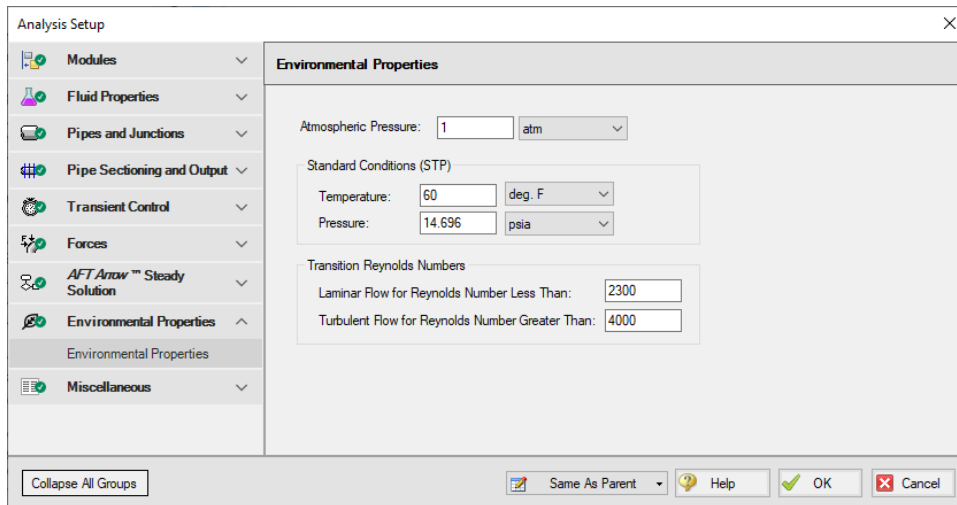 Analysis Setup
Modules
Fluid Properties
Pipes and Junctions
Pipe Sectioning and Output
Transient Control
Forces
AFT Arrow ™ Steady
Solution
Environmental Properties
Environmental Properties
Miscellaneous
Environmental Properties
Atmospheric Pressure: 1 atm
Standard Conditions (STP)
Temperature: 60 deg. F
Pressure: 14.696 psia
Transition Reynolds Numbers
Laminar Flow for Reynolds Number Less Than: 2300
Turbulent Flow for Reynolds Number Greater Than: 4000
Collapse All Groups Same As Parent Help OK Cancel